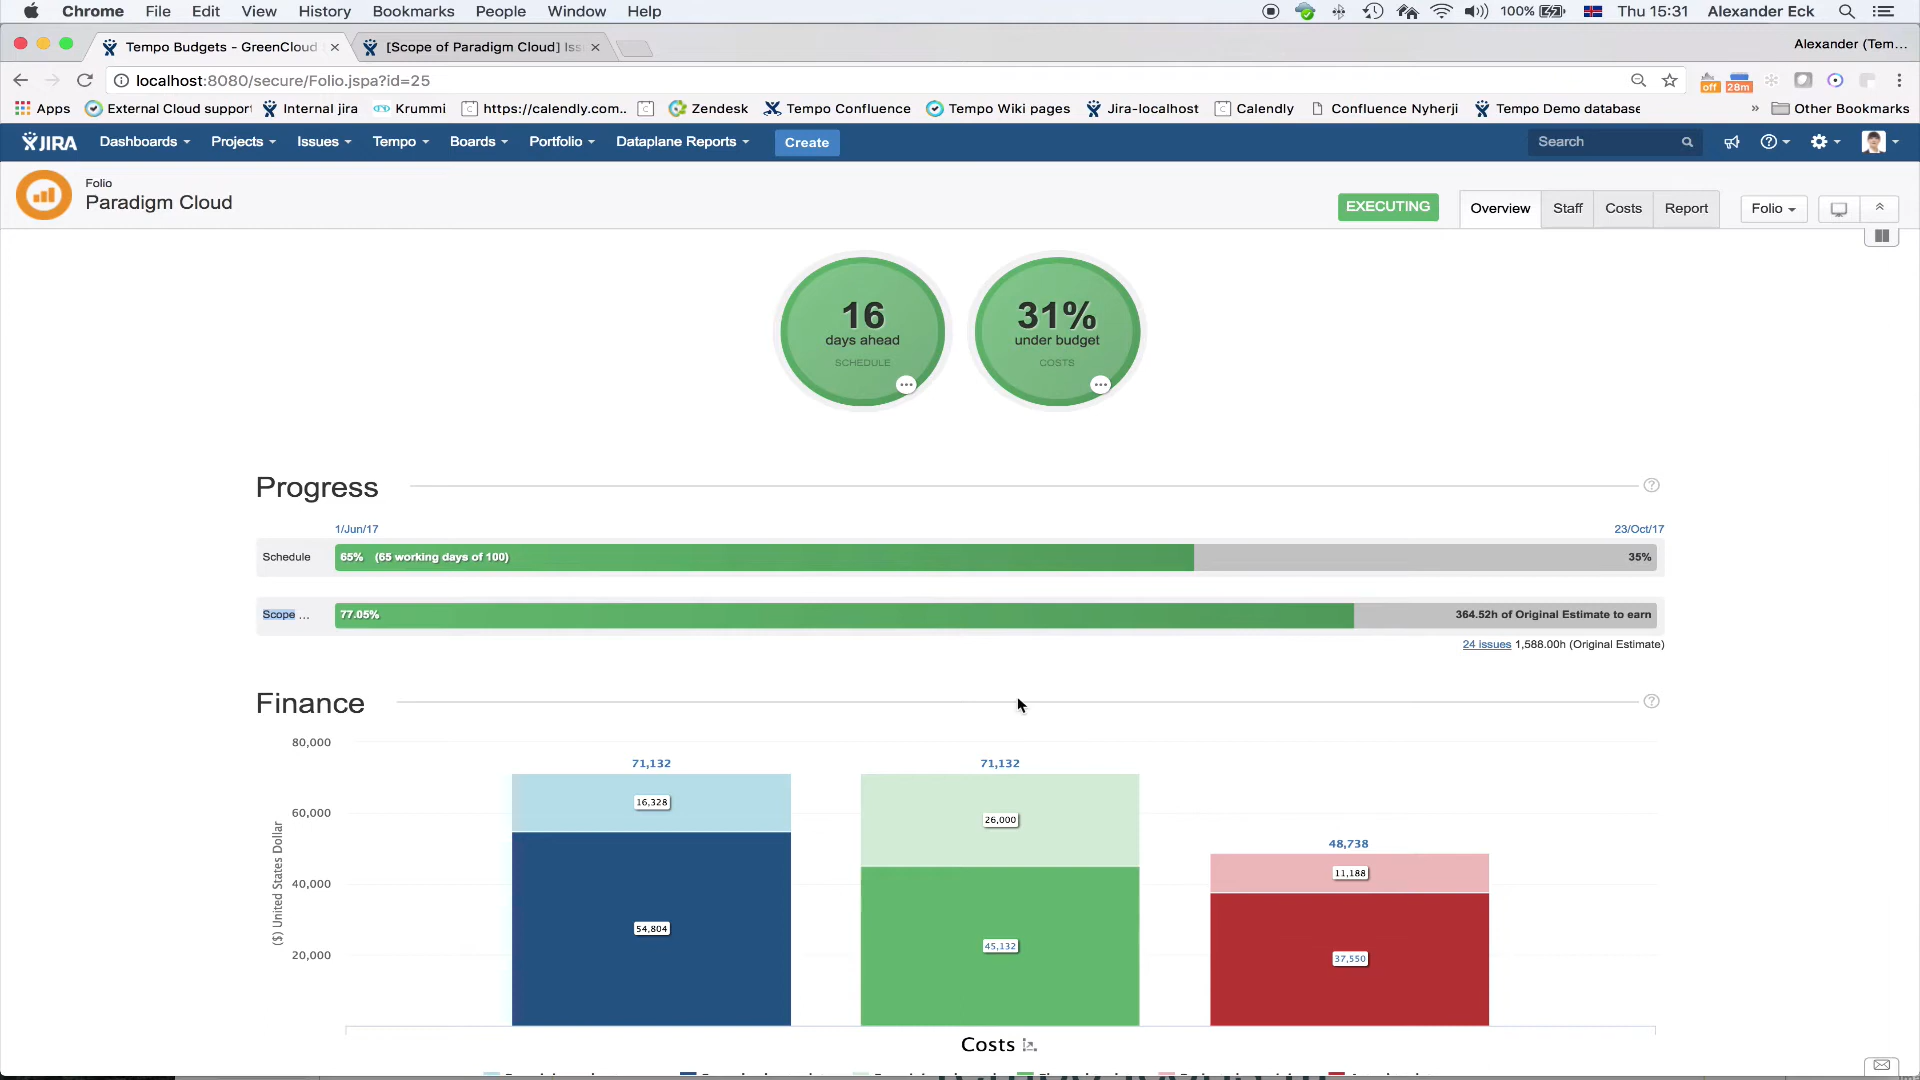 Chrome File Edit View History Bookmarks People Window Help 100% Thu 15:31 Alexander Eck
Tempo Budgets - GreenCloud [Scope of Paradigm Cloud] Iss Alexander (Tem...
localhost:8080/secure/Folio.jspa?id=25 off 28m
Apps External Cloud support Internal jira Krummi https://calendly.com.. Zendesk Tempo Confluence Tempo Wiki pages Jira-localhost Calendly Confluence Nyherji Tempo Demo database » Other Bookmarks
JIRA Dashboards Projects Issues Tempo Boards Portfolio Dataplane Reports Create Search
Folio
Paradigm Cloud
EXECUTING Overview Staff Costs Report Folio
16
days ahead
SCHEDULE
31%
under budget
COSTS
Progress
1/Jun/17 23/Oct/17
Schedule 65% (65 working days of 100) 35%
Scope ... 77.05% 364.52h of Original Estimate to earn
24 issues 1,588.00h (Original Estimate)
Finance
80,000
60,000
40,000
20,000
($) United States Dollar
71,132
16,328
54,804
71,132
26,000
45,132
48,738
11,188
37,550
Costs